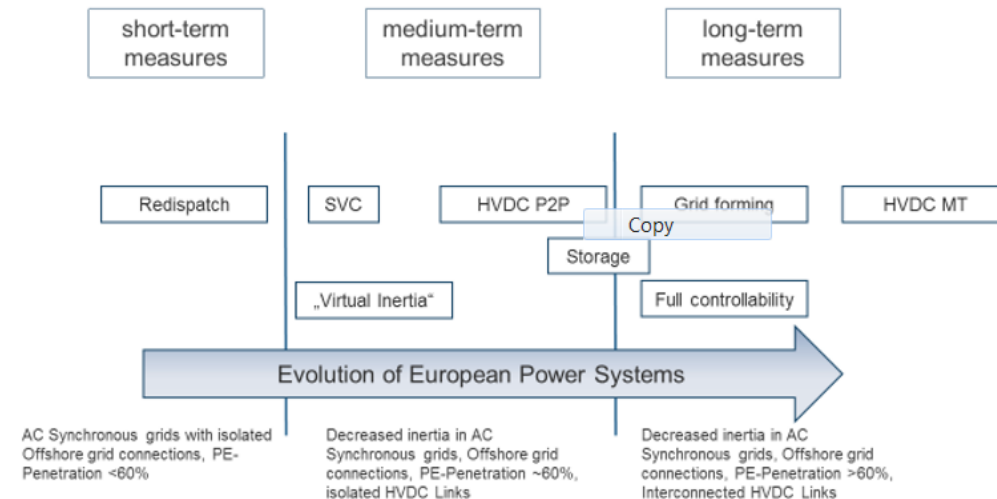 short-term
measures
medium-term
measures
long-term
measures
Redispatch
SVC
HVDC P2P
Grid forming
HVDC MT
Copy
Storage
„Virtual Inertia“
Full controllability
Evolution of European Power Systems
AC Synchronous grids with isolated
Offshore grid connections, PE-
Penetration <60%
Decreased inertia in AC
Synchronous grids, Offshore grid
connections, PE-Penetration ~60%,
isolated HVDC Links
Decreased inertia in AC
Synchronous grids, Offshore grid
connections, PE-Penetration >60%,
Interconnected HVDC Links